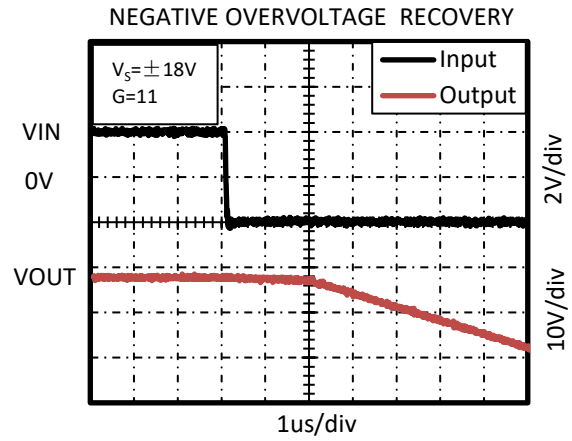 NEGATIVE OVERVOLTAGE RECOVERY
Vs=±18V
G=11
Input
Output
VIN
0V
VOUT
2V/div
10V/div
1us/div